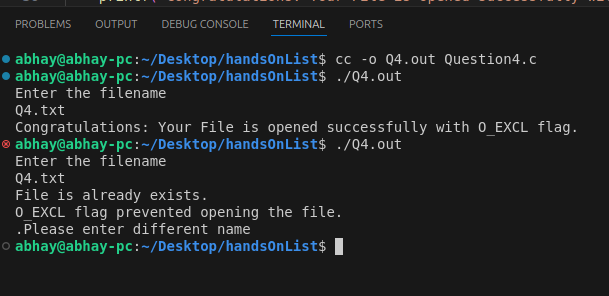 PROBLEMS OUTPUT DEBUG CONSOLE TERMINAL PORTS
abhay@abhay-pc:~/Desktop/handsOnList$ cc -o Q4.out Question4.c
abhay@abhay-pc:~/Desktop/handsOnList$ ./Q4.out
Enter the filename
Q4.txt
Congratulations: Your File is opened successfully with O_EXCL flag.
abhay@abhay-pc:~/Desktop/handsOnList$ ./Q4.out
Enter the filename
Q4.txt
File is already exists.
O_EXCL flag prevented opening the file.
.Please enter different name
abhay@abhay-pc:~/Desktop/handsOnList$